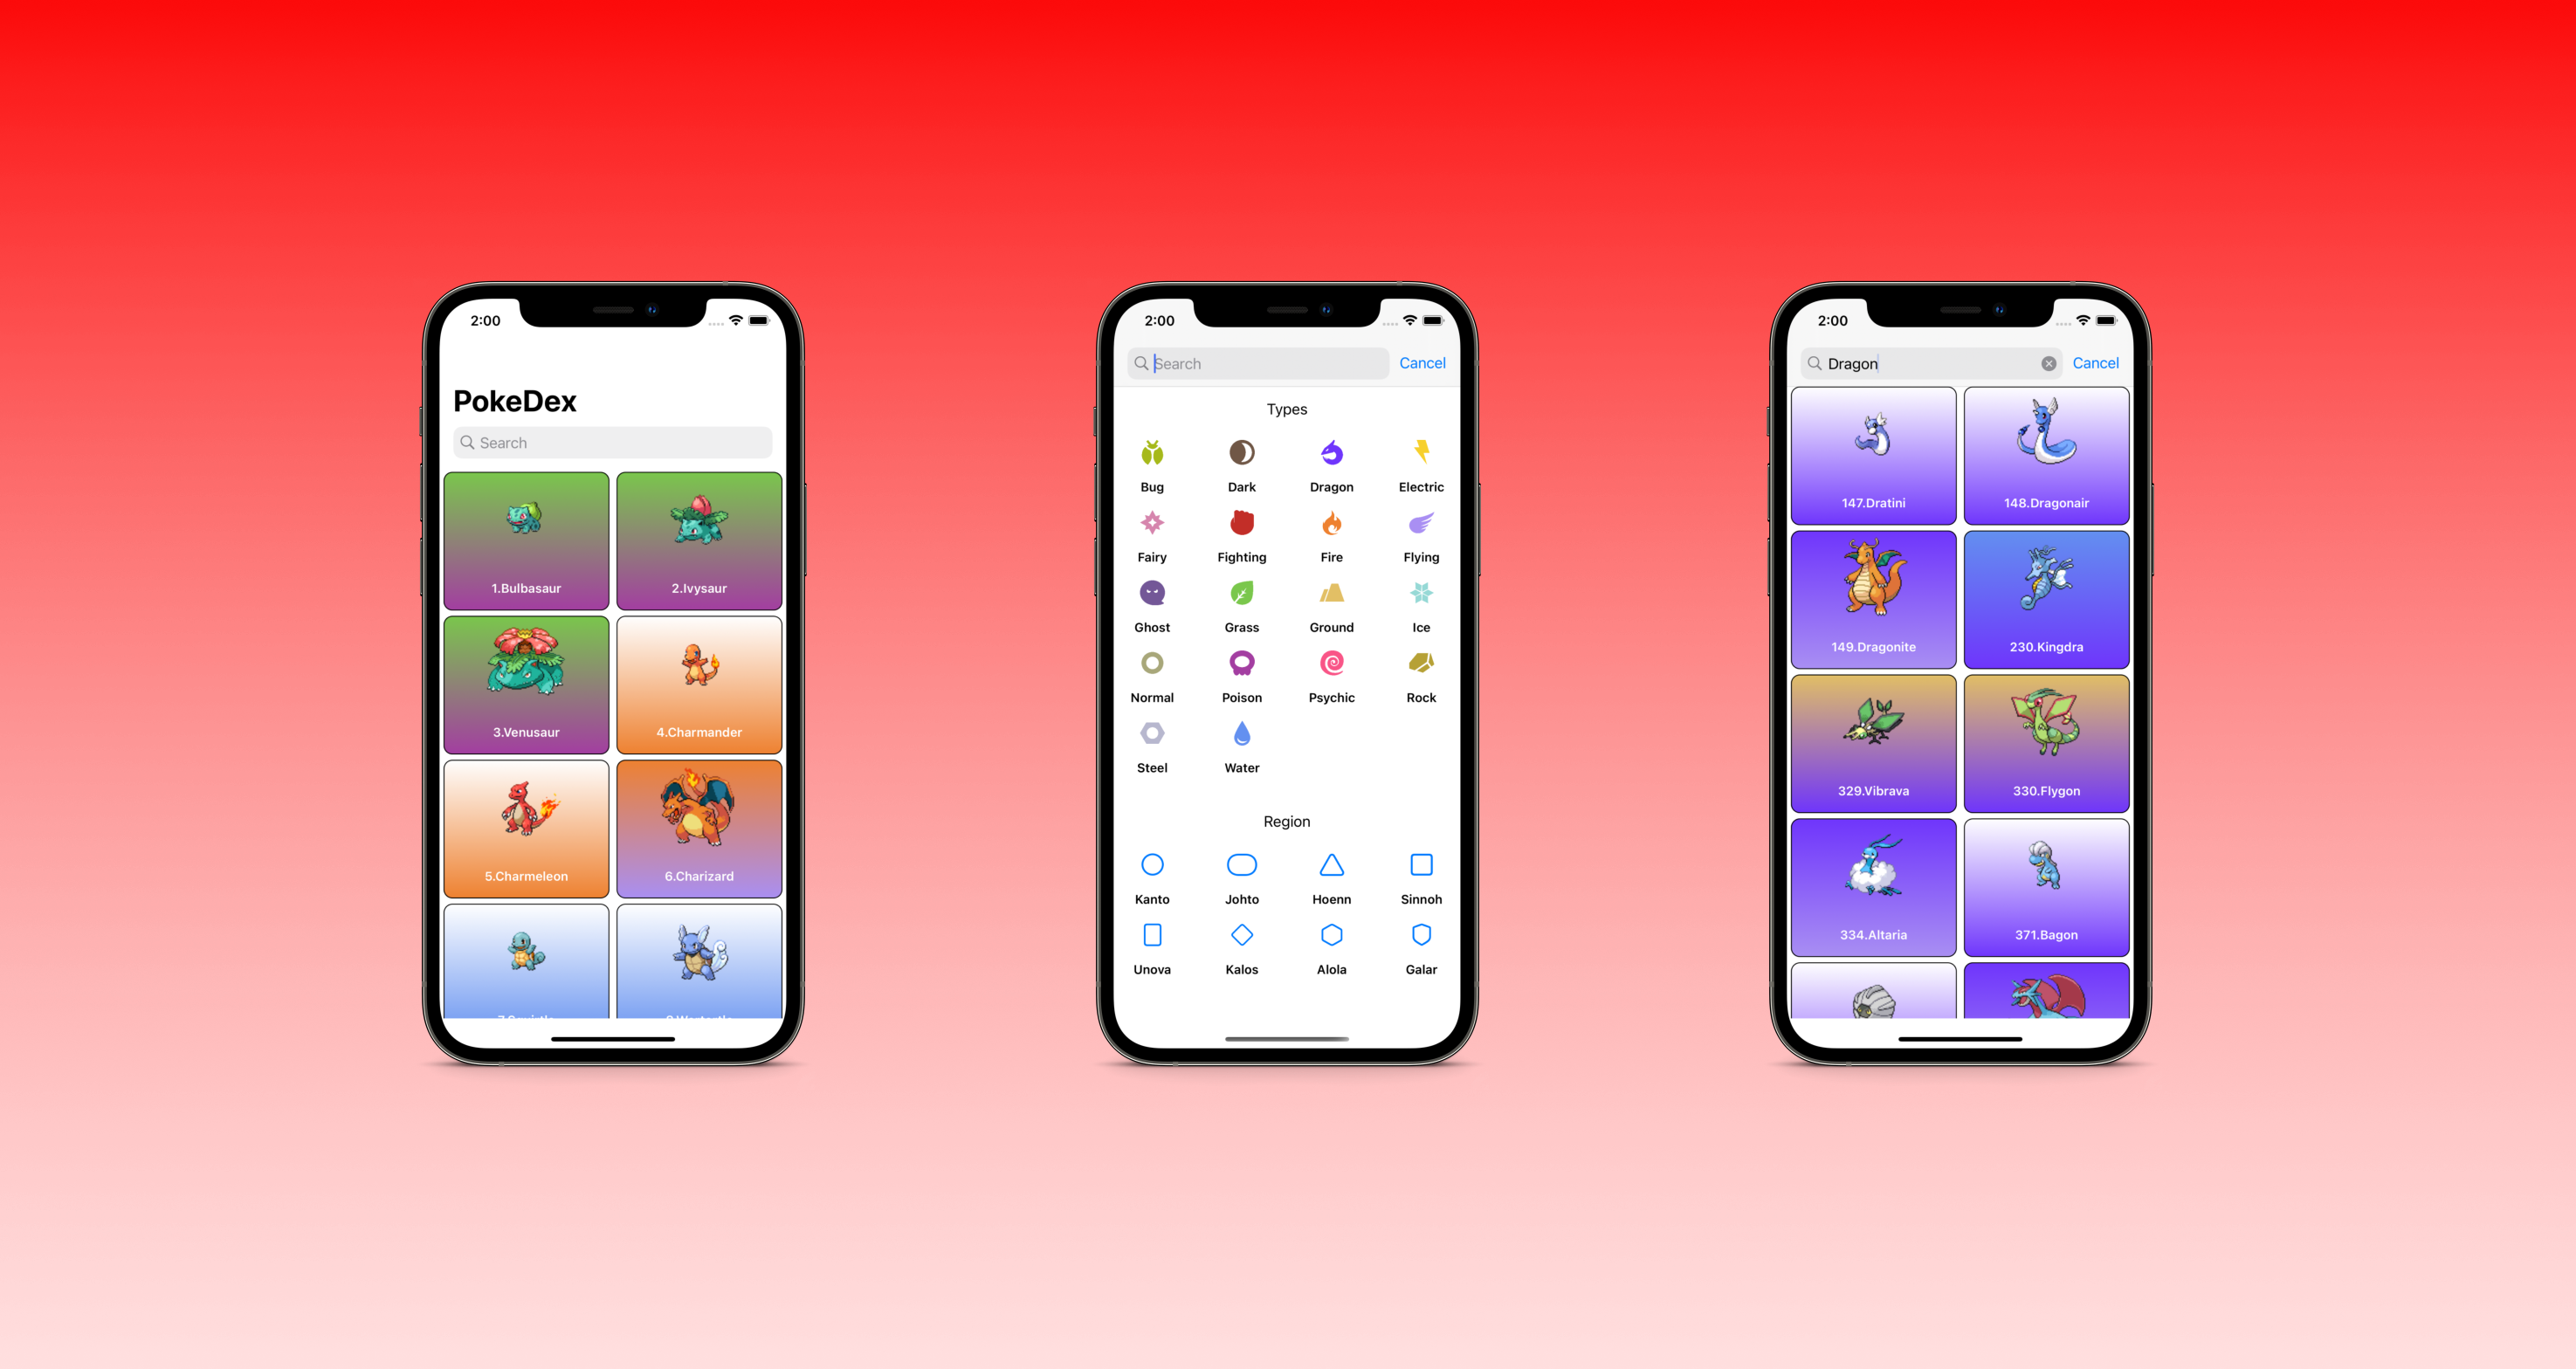 2:00
PokeDex
Search
1.Bulbasaur
2.Ivysaur
3.Venusaur
4.Charmander
5.Charmeleon
6.Charizard
2:00
Search
Cancel
Types
Bug
Dark
Dragon
Electric
Fairy
Fighting
Fire
Flying
Ghost
Grass
Ground
Ice
Normal
Poison
Psychic
Rock
Steel
Water
Region
Kanto
Johto
Hoenn
Sinnoh
Unova
Kalos
Alola
Galar
2:00
Dragon
Cancel
147.Dratini
148.Dragonair
149.Dragonite
230.Kingdra
329.Vibrava
330.Flygon
334.Altaria
371.Bagon